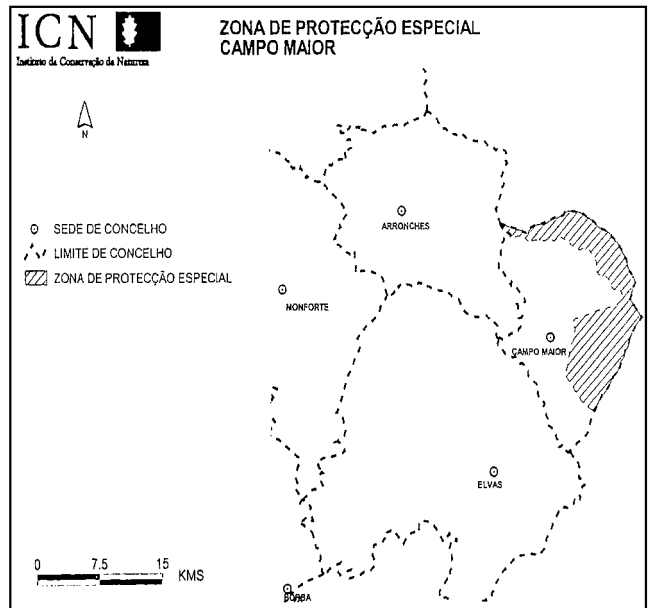 ICN
Instituto da Conservação da Natureza
ZONA DE PROTECÇÃO ESPECIAL
CAMPO MAIOR
N
SEDE DE CONCELHO
LIMITE DE CONCELHO
ZONA DE PROTECÇÃO ESPECIAL
ARRONCHES
MONFORTE
CAMPO MAIOR
ELVAS
BORBA
0 7.5 15 KMS